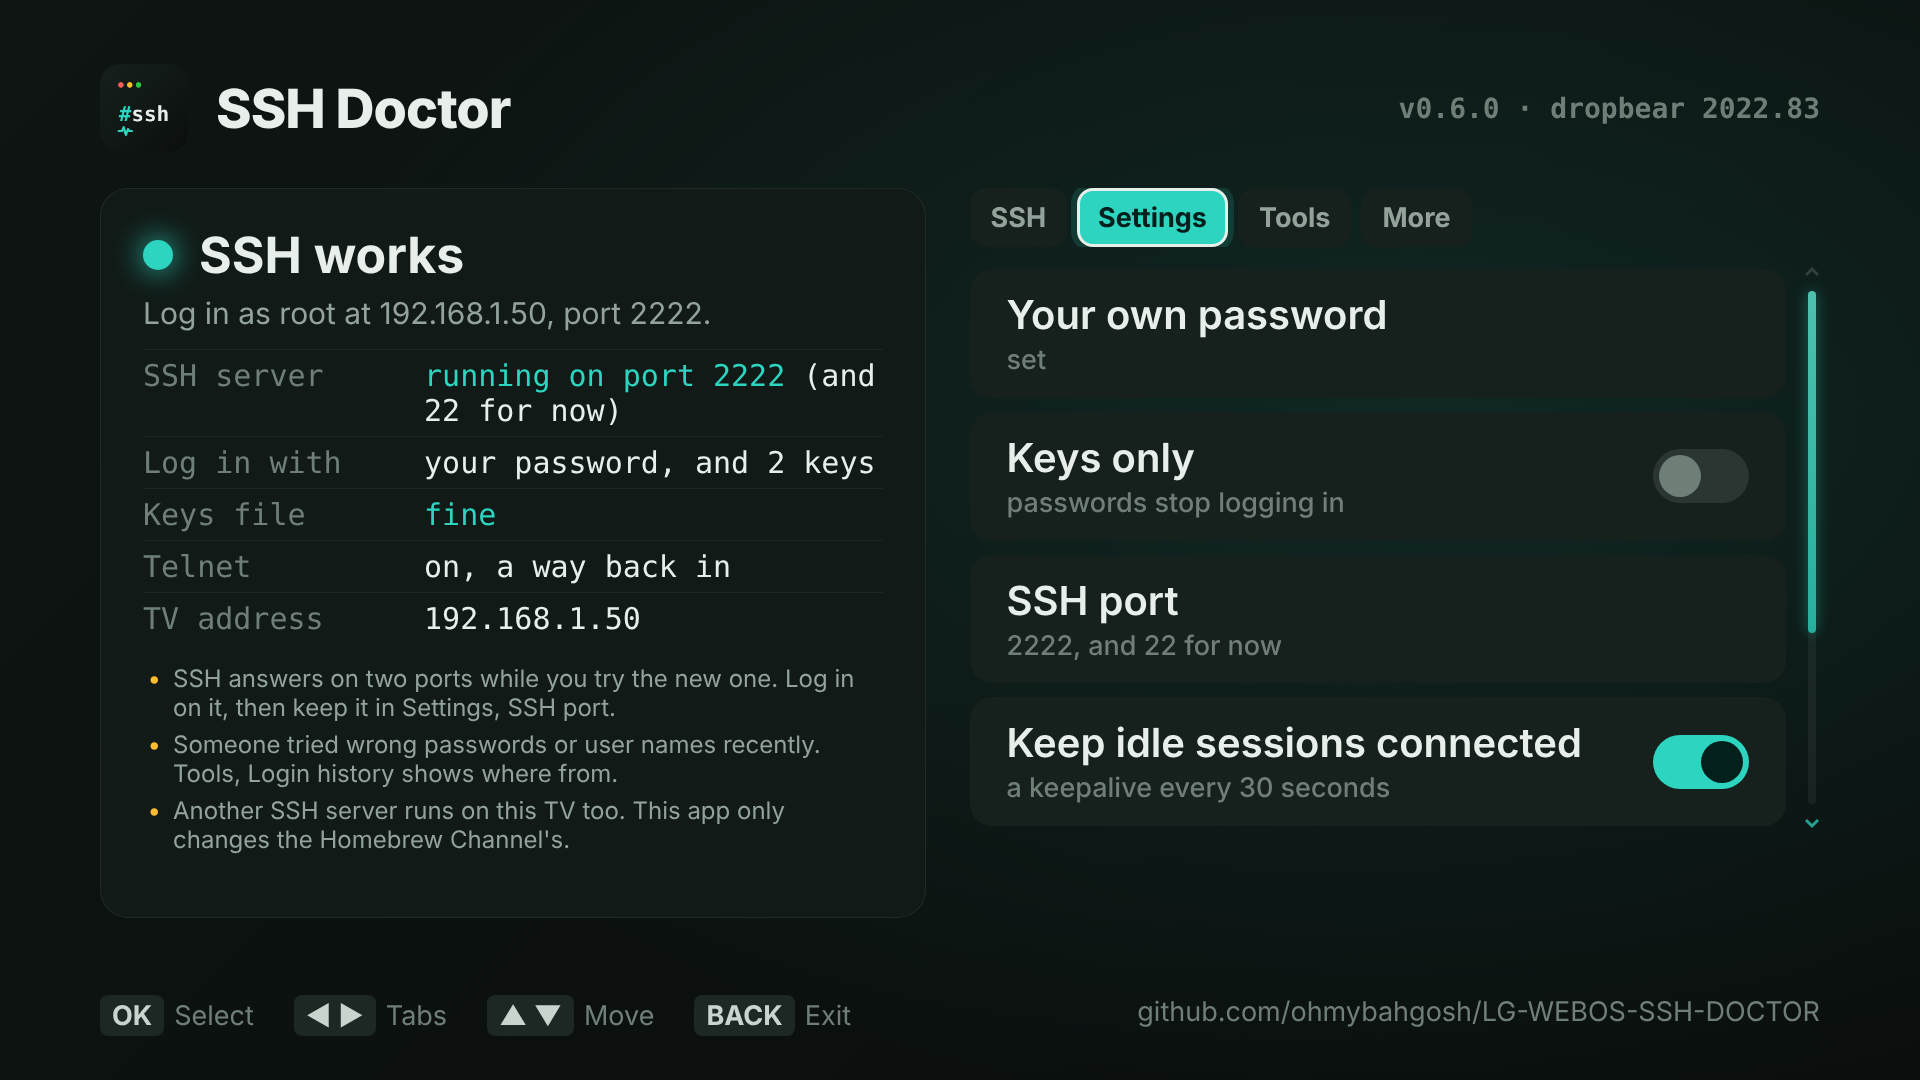 #ssh
SSH Doctor
v0.6.0 · dropbear 2022.83
SSH works
Log in as root at 192.168.1.50, port 2222.
SSH server running on port 2222 (and
22 for now)
Log in with your password, and 2 keys
Keys file fine
Telnet on, a way back in
TV address 192.168.1.50
• SSH answers on two ports while you try the new one. Log in
on it, then keep it in Settings, SSH port.
• Someone tried wrong passwords or user names recently.
Tools, Login history shows where from.
• Another SSH server runs on this TV too. This app only
changes the Homebrew Channel's.
SSH Settings Tools More
Your own password
set
Keys only
passwords stop logging in
SSH port
2222, and 22 for now
Keep idle sessions connected
a keepalive every 30 seconds
OK Select ◀ ▶ Tabs ▲ ▼ Move BACK Exit
github.com/ohmybahgosh/LG-WEBOS-SSH-DOCTOR